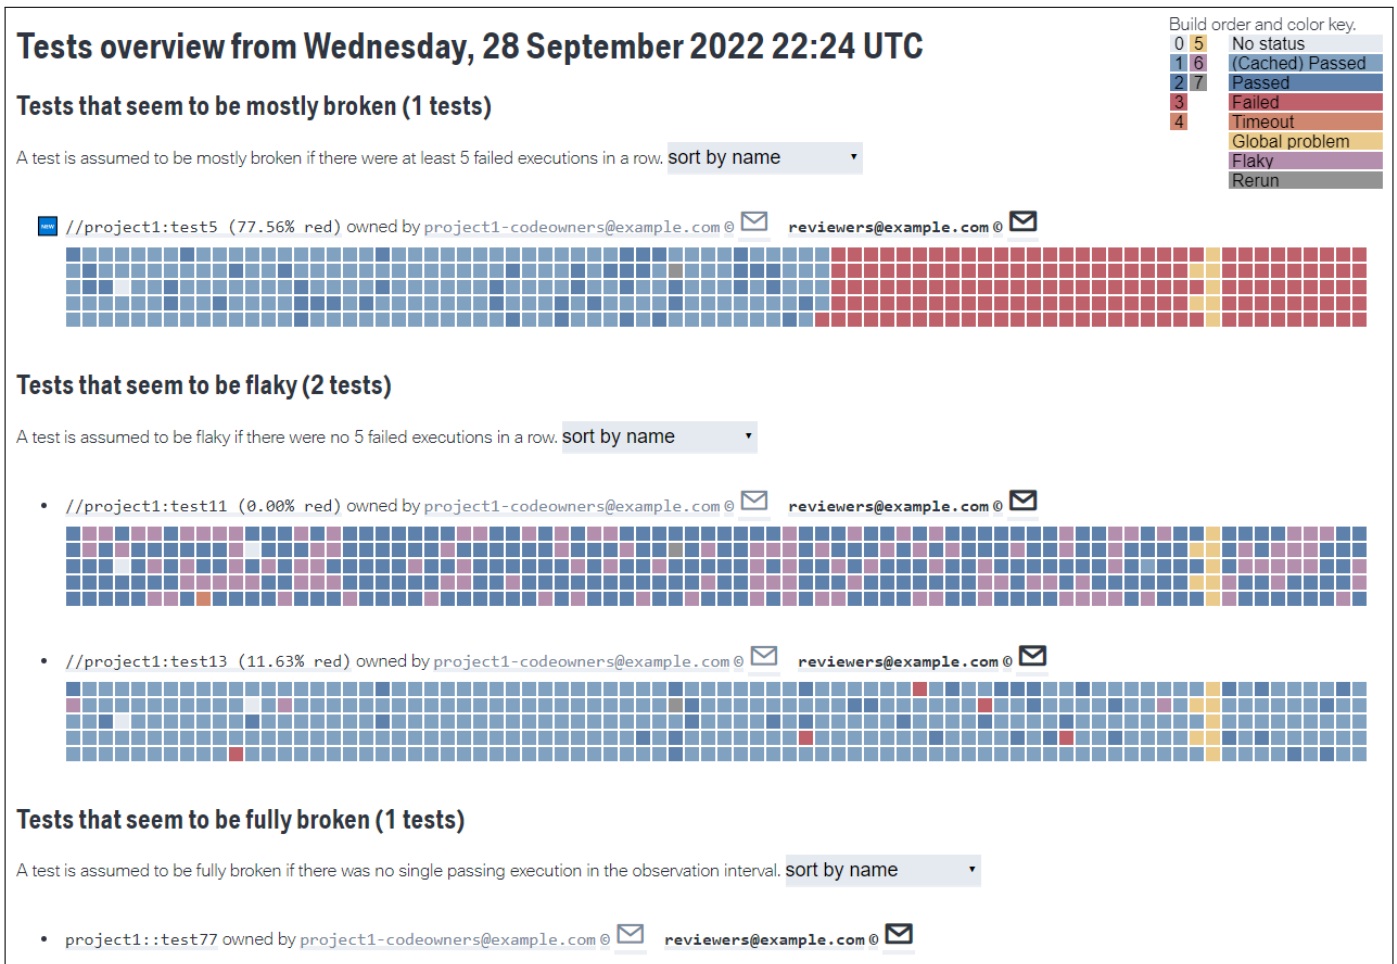 Tests overview from Wednesday, 28 September 2022 22:24 UTC
Build order and color key.
0 5 No status
1 6 (Cached) Passed
2 7 Passed
3 Failed
4 Timeout
Global problem
Flaky
Rerun
Tests that seem to be mostly broken (1 tests)
A test is assumed to be mostly broken if there were at least 5 failed executions in a row. sort by name
NEW //project1:test5 (77.56% red) owned by project1-codeowners@example.com © reviewers@example.com ©
Tests that seem to be flaky (2 tests)
A test is assumed to be flaky if there were no 5 failed executions in a row. sort by name
• //project1:test11 (0.00% red) owned by project1-codeowners@example.com © reviewers@example.com ©
• //project1:test13 (11.63% red) owned by project1-codeowners@example.com © reviewers@example.com ©
Tests that seem to be fully broken (1 tests)
A test is assumed to be fully broken if there was no single passing execution in the observation interval. sort by name
• project1::test77 owned by project1-codeowners@example.com © reviewers@example.com ©